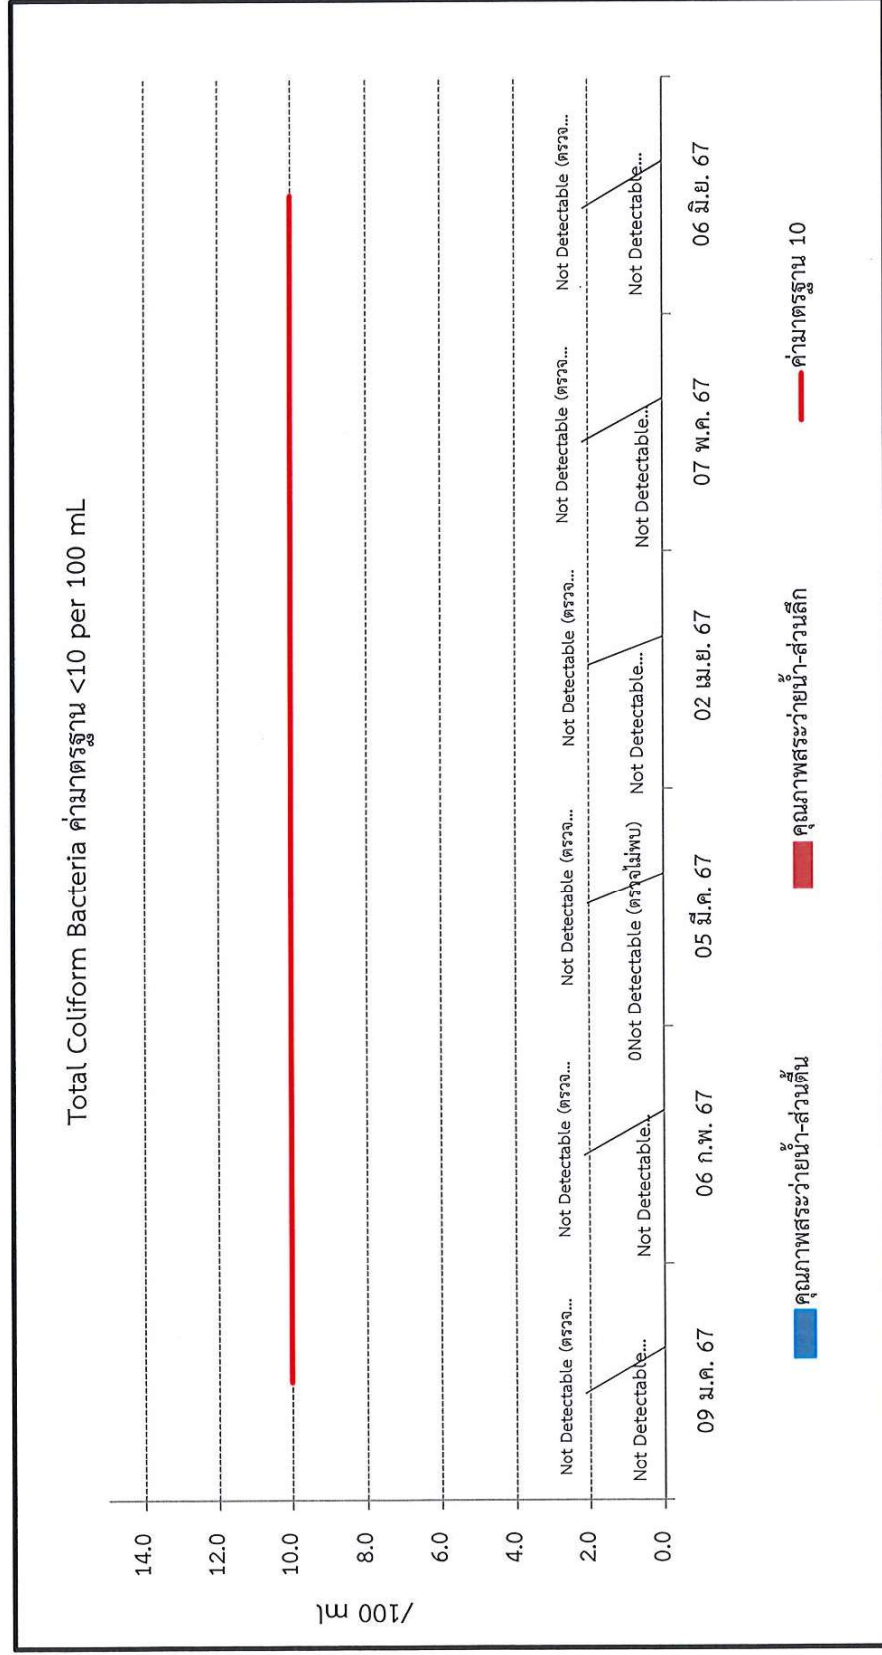 Total Coliform Bacteria ค่ามาตรฐาน <10 per 100 mL
/100 ml
14.0
12.0
10.0
8.0
6.0
4.0
2.0
0.0
Not Detectable (ตรวจ...
Not Detectable (ตรวจ...
Not Detectable (ตรวจ...
Not Detectable (ตรวจ...
Not Detectable (ตรวจ...
Not Detectable (ตรวจ...
Not Detectable...
Not Detectable...
0Not Detectable (ตรวจไม่พบ)
Not Detectable...
Not Detectable...
Not Detectable...
09 ม.ค. 67
06 ก.พ. 67
05 มี.ค. 67
02 เม.ย. 67
07 พ.ค. 67
06 มิ.ย. 67
คุณภาพสระว่ายน้ำ-ส่วนตื้น
คุณภาพสระว่ายน้ำ-ส่วนลึก
ค่ามาตรฐาน 10